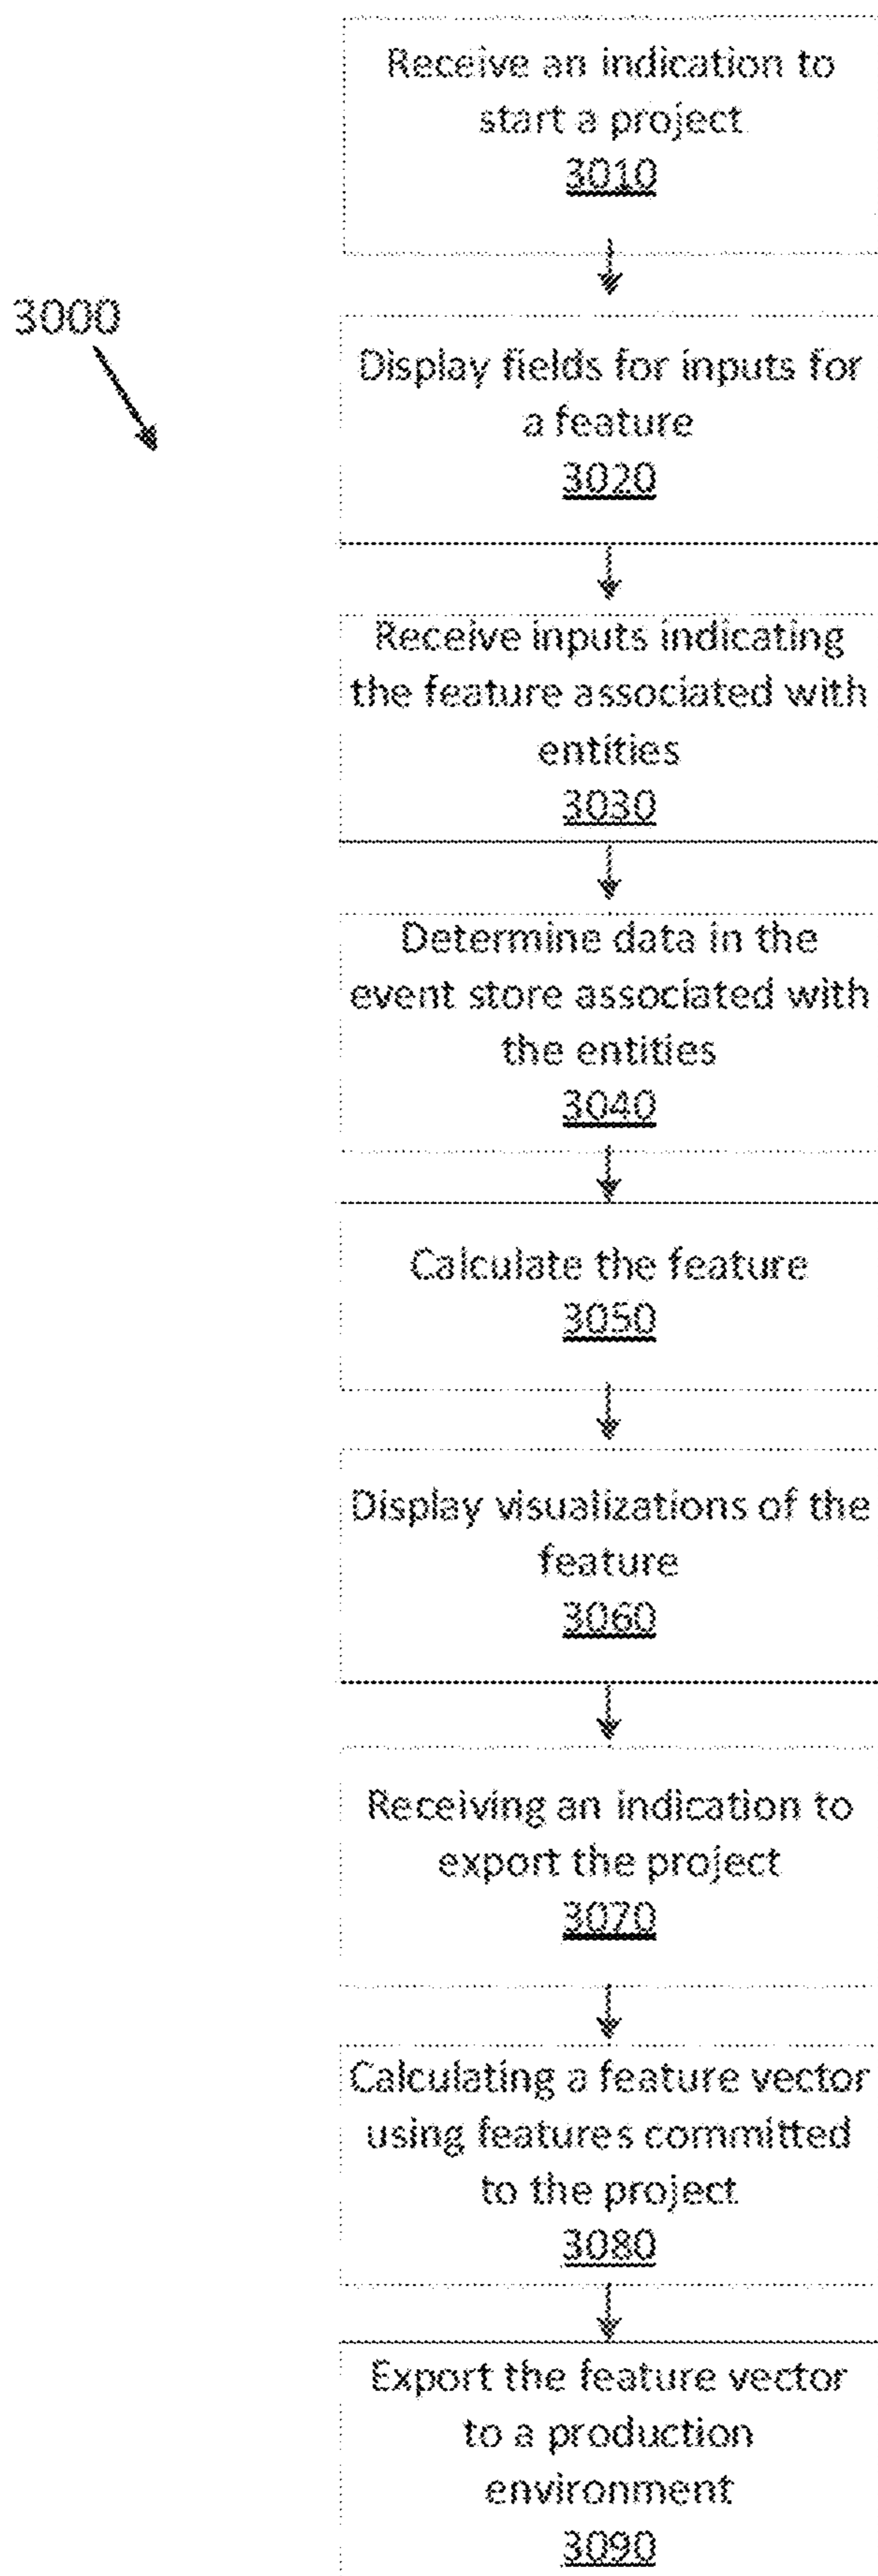 Receive an indication to
start a project
3010
3000
Display fields for inputs for
a feature
3020
Receive inputs indicating
the feature associated with
entities
3030
Determine data in the
event store associated with
the entities
3040
Calculate the feature
3050
Display visualizations of the
feature
3060
Receiving an indication to
export the project
3070
Calculating a feature vector
using features committed
to the project
3080
Export the feature vector
to a production
environment
3090